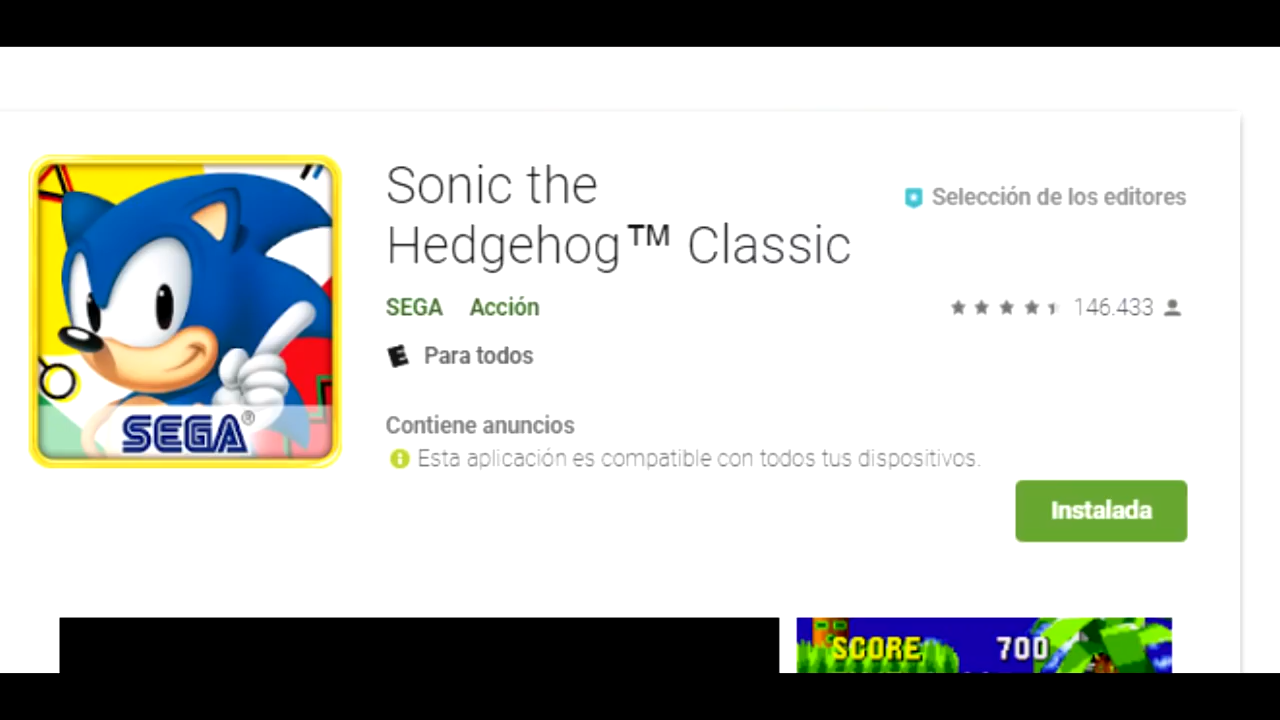 Sonic the
Hedgehog™ Classic
Selección de los editores
SEGA Acción
146.433
E Para todos
Contiene anuncios
Esta aplicación es compatible con todos tus dispositivos.
Instalada
SEGA®
SCORE 700